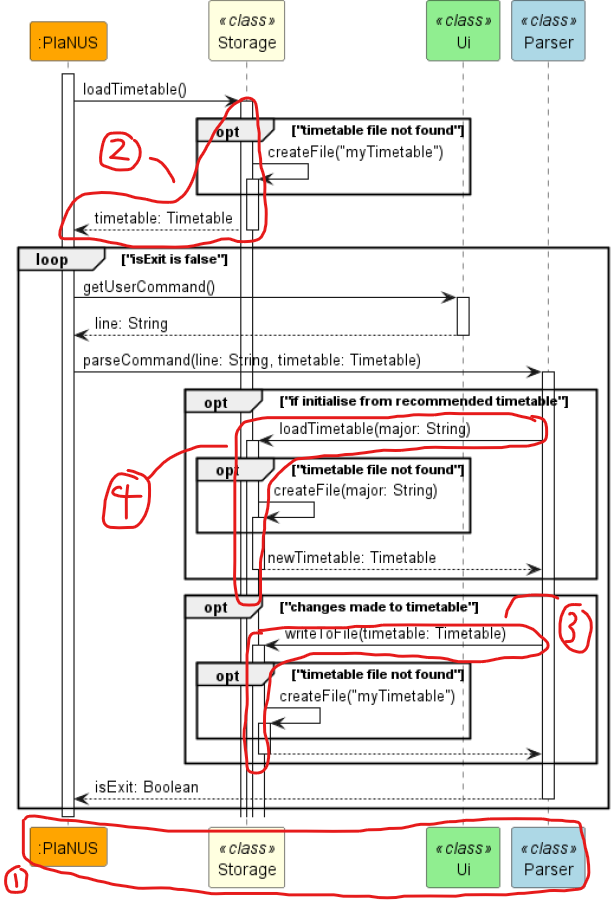 «class» «class» «class»
:PlaNUS Storage Ui Parser
loadTimetable()
opt ["timetable file not found"]
createFile("myTimetable")
2
timetable: Timetable
loop ["isExit is false"]
getUserCommand()
line: String
parseCommand(line: String, timetable: Timetable)
opt ["if initialise from recommended timetable"]
loadTimetable(major: String)
opt ["timetable file not found"]
4
createFile(major: String)
newTimetable: Timetable
opt ["changes made to timetable"]
3
writeToFile(timetable: Timetable)
opt ["timetable file not found"]
createFile("myTimetable")
isExit: Boolean
:PlaNUS «class» «class» «class»
Storage Ui Parser
1